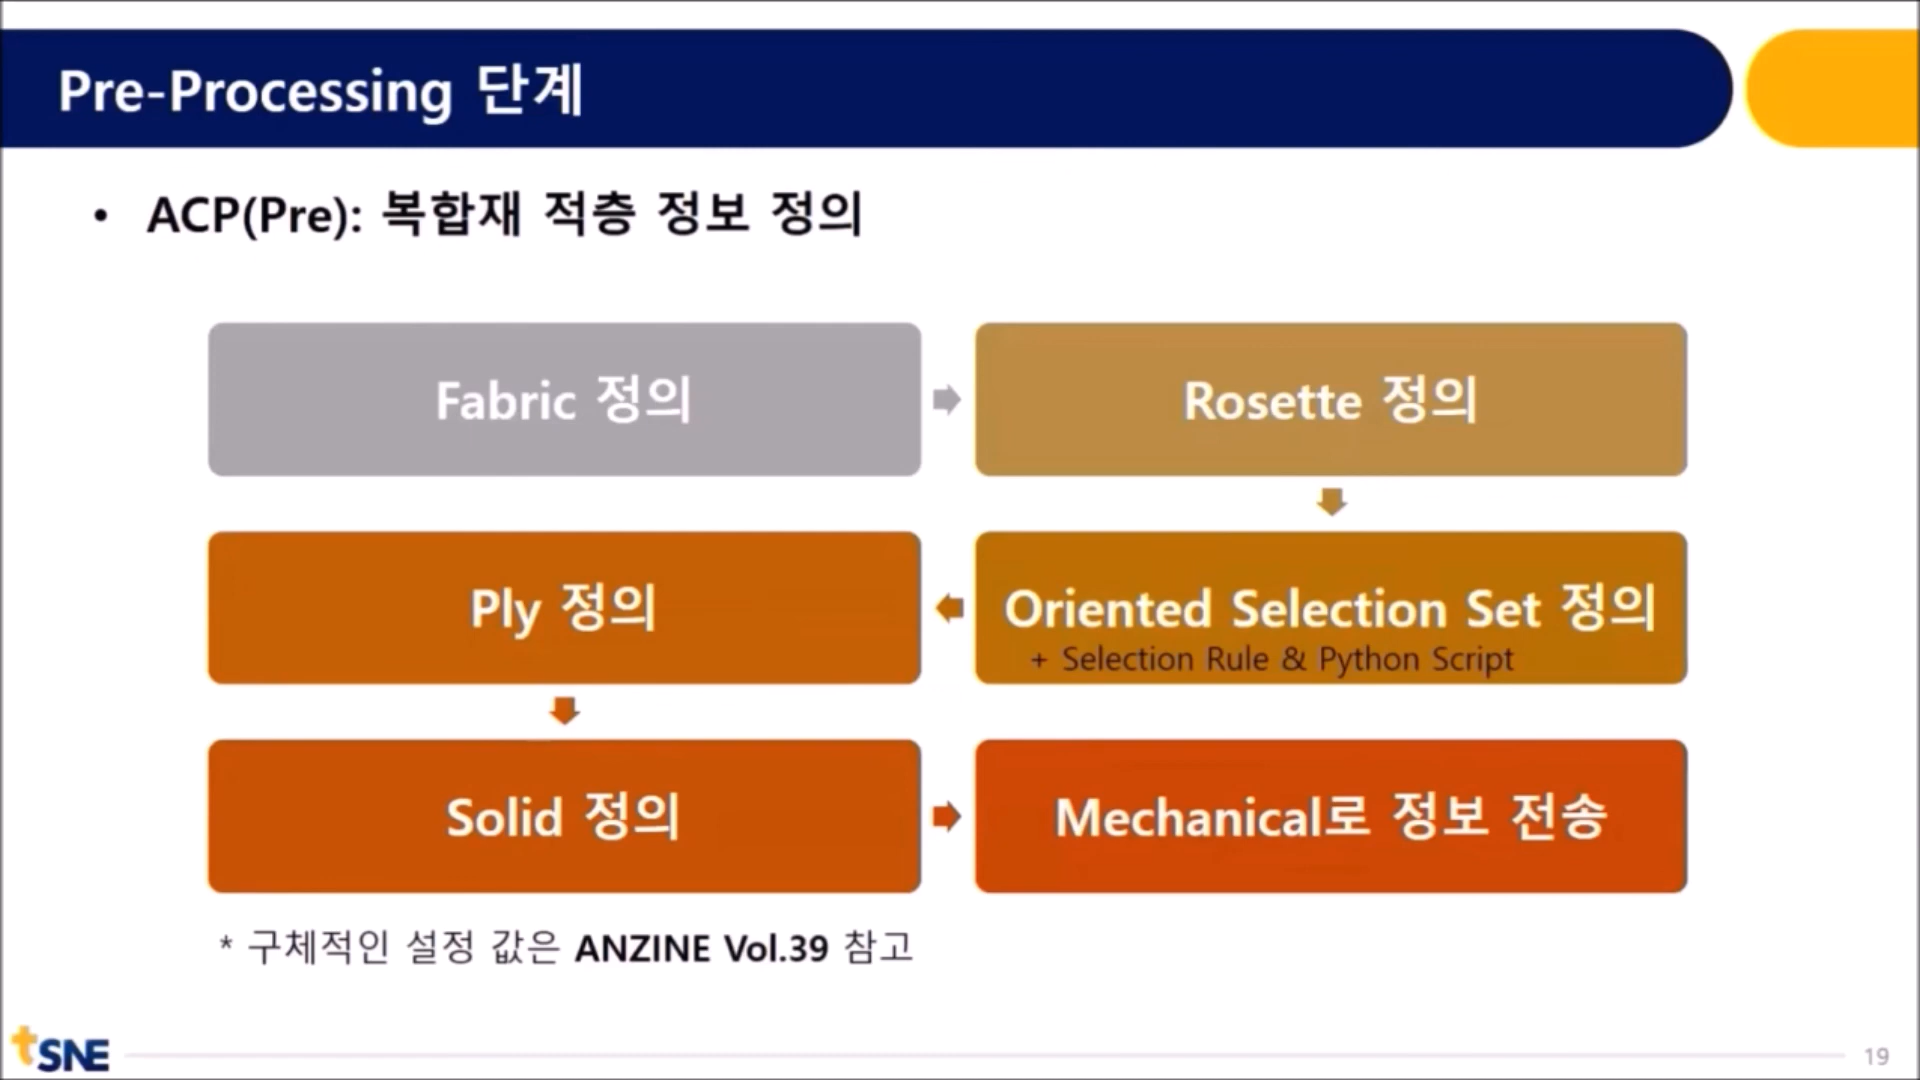 Pre-Processing 단계
• ACP(Pre): 복합재 적층 정보 정의
Fabric 정의
Rosette 정의
Oriented Selection Set 정의
+ Selection Rule & Python Script
Ply 정의
Solid 정의
Mechanical로 정보 전송
* 구체적인 설정 값은 ANZINE Vol.39 참고
tSNE
19